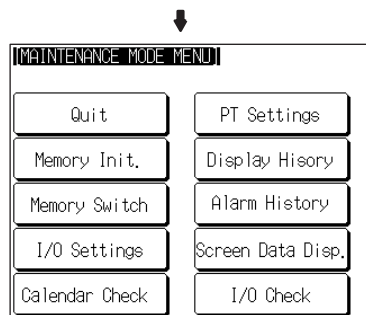 [MAINTENANCE MODE MENU]
Quit
PT Settings
Memory Init.
Display Hisory
Memory Switch
Alarm History
I/O Settings
Screen Data Disp.
Calendar Check
I/O Check